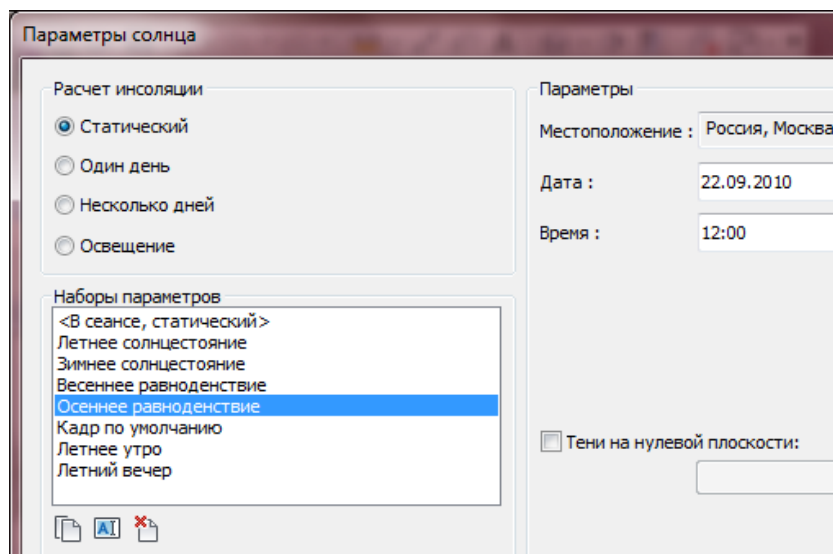 Параметры солнца
Расчет инсоляции
Статический
Один день
Несколько дней
Освещение
Наборы параметров
<В сеансе, статический>
Летнее солнцестояние
Зимнее солнцестояние
Весеннее равноденствие
Осеннее равноденствие
Кадр по умолчанию
Летнее утро
Летний вечер
Параметры
Местоположение : Россия, Москва
Дата : 22.09.2010
Время : 12:00
Тени на нулевой плоскости: